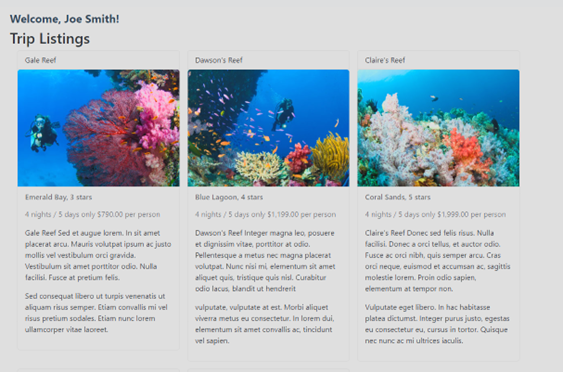 Welcome, Joe Smith!
Trip Listings
Gale Reef
Emerald Bay, 3 stars
4 nights / 5 days only $790.00 per person
Gale Reef Sed et augue lorem. In sit amet
placerat arcu. Mauris volutpat ipsum ac justo
mollis vel vestibulum orci gravida.
Vestibulum sit amet porttitor odio. Nulla
facilisi. Fusce at pretium felis.
Sed consequat libero ut turpis venenatis ut
aliquam risus semper. Etiam convallis mi vel
risus pretium sodales. Etiam nunc lorem
ullamcorper vitae laoreet.
Dawson's Reef
Blue Lagoon, 4 stars
4 nights / 5 days only $1,199.00 per person
Dawson's Reef Integer magna leo, posuere
et dignissim vitae, porttitor at odio.
Pellentesque a metus nec magna placerat
volutpat. Nunc nisi mi, elementum sit amet
aliquet quis, tristique quis nisl. Curabitur
odio lacus, blandit ut hendrerit
vulputate, vulputate at est. Morbi aliquet
viverra metus eu consectetur. In lorem dui,
elementum sit amet convallis ac, tincidunt
vel sapien.
Claire's Reef
Coral Sands, 5 stars
4 nights / 5 days only $1,999.00 per person
Claire's Reef Donec sed felis risus. Nulla
facilisi. Donec a orci tellus, et auctor odio.
Fusce ac orci nibh, quis semper arcu. Cras
orci neque, euismod et accumsan ac, sagittis
molestie lorem. Proin odio sapien,
elementum at tempor non.
Vulputate eget libero. In hac habitasse
platea dictumst. Integer purus justo, egestas
eu consectetur eu, cursus in tortor. Quisque
nec nunc ac mi ultrices iaculis.